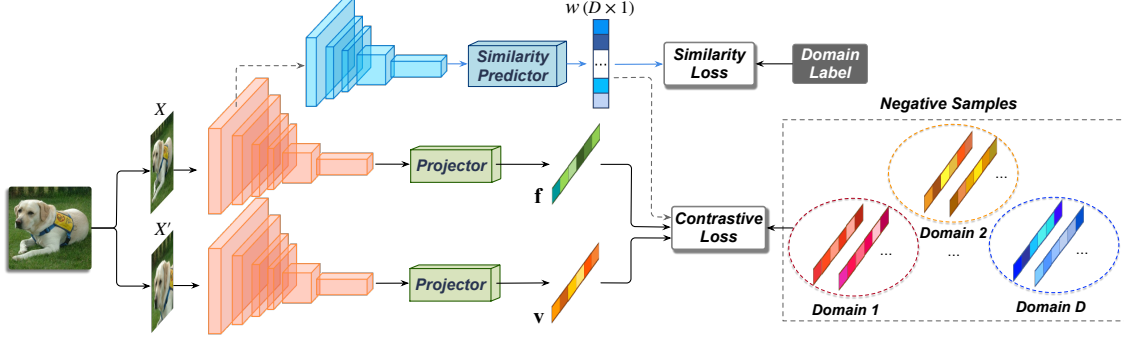 w (D × 1)
Similarity
Predictor
...
Similarity
Loss
Domain
Label
X
Negative Samples
Projector
f
...
Domain 2
X′
Contrastive
Loss
...
Domain 1
...
...
Domain D
Projector
v